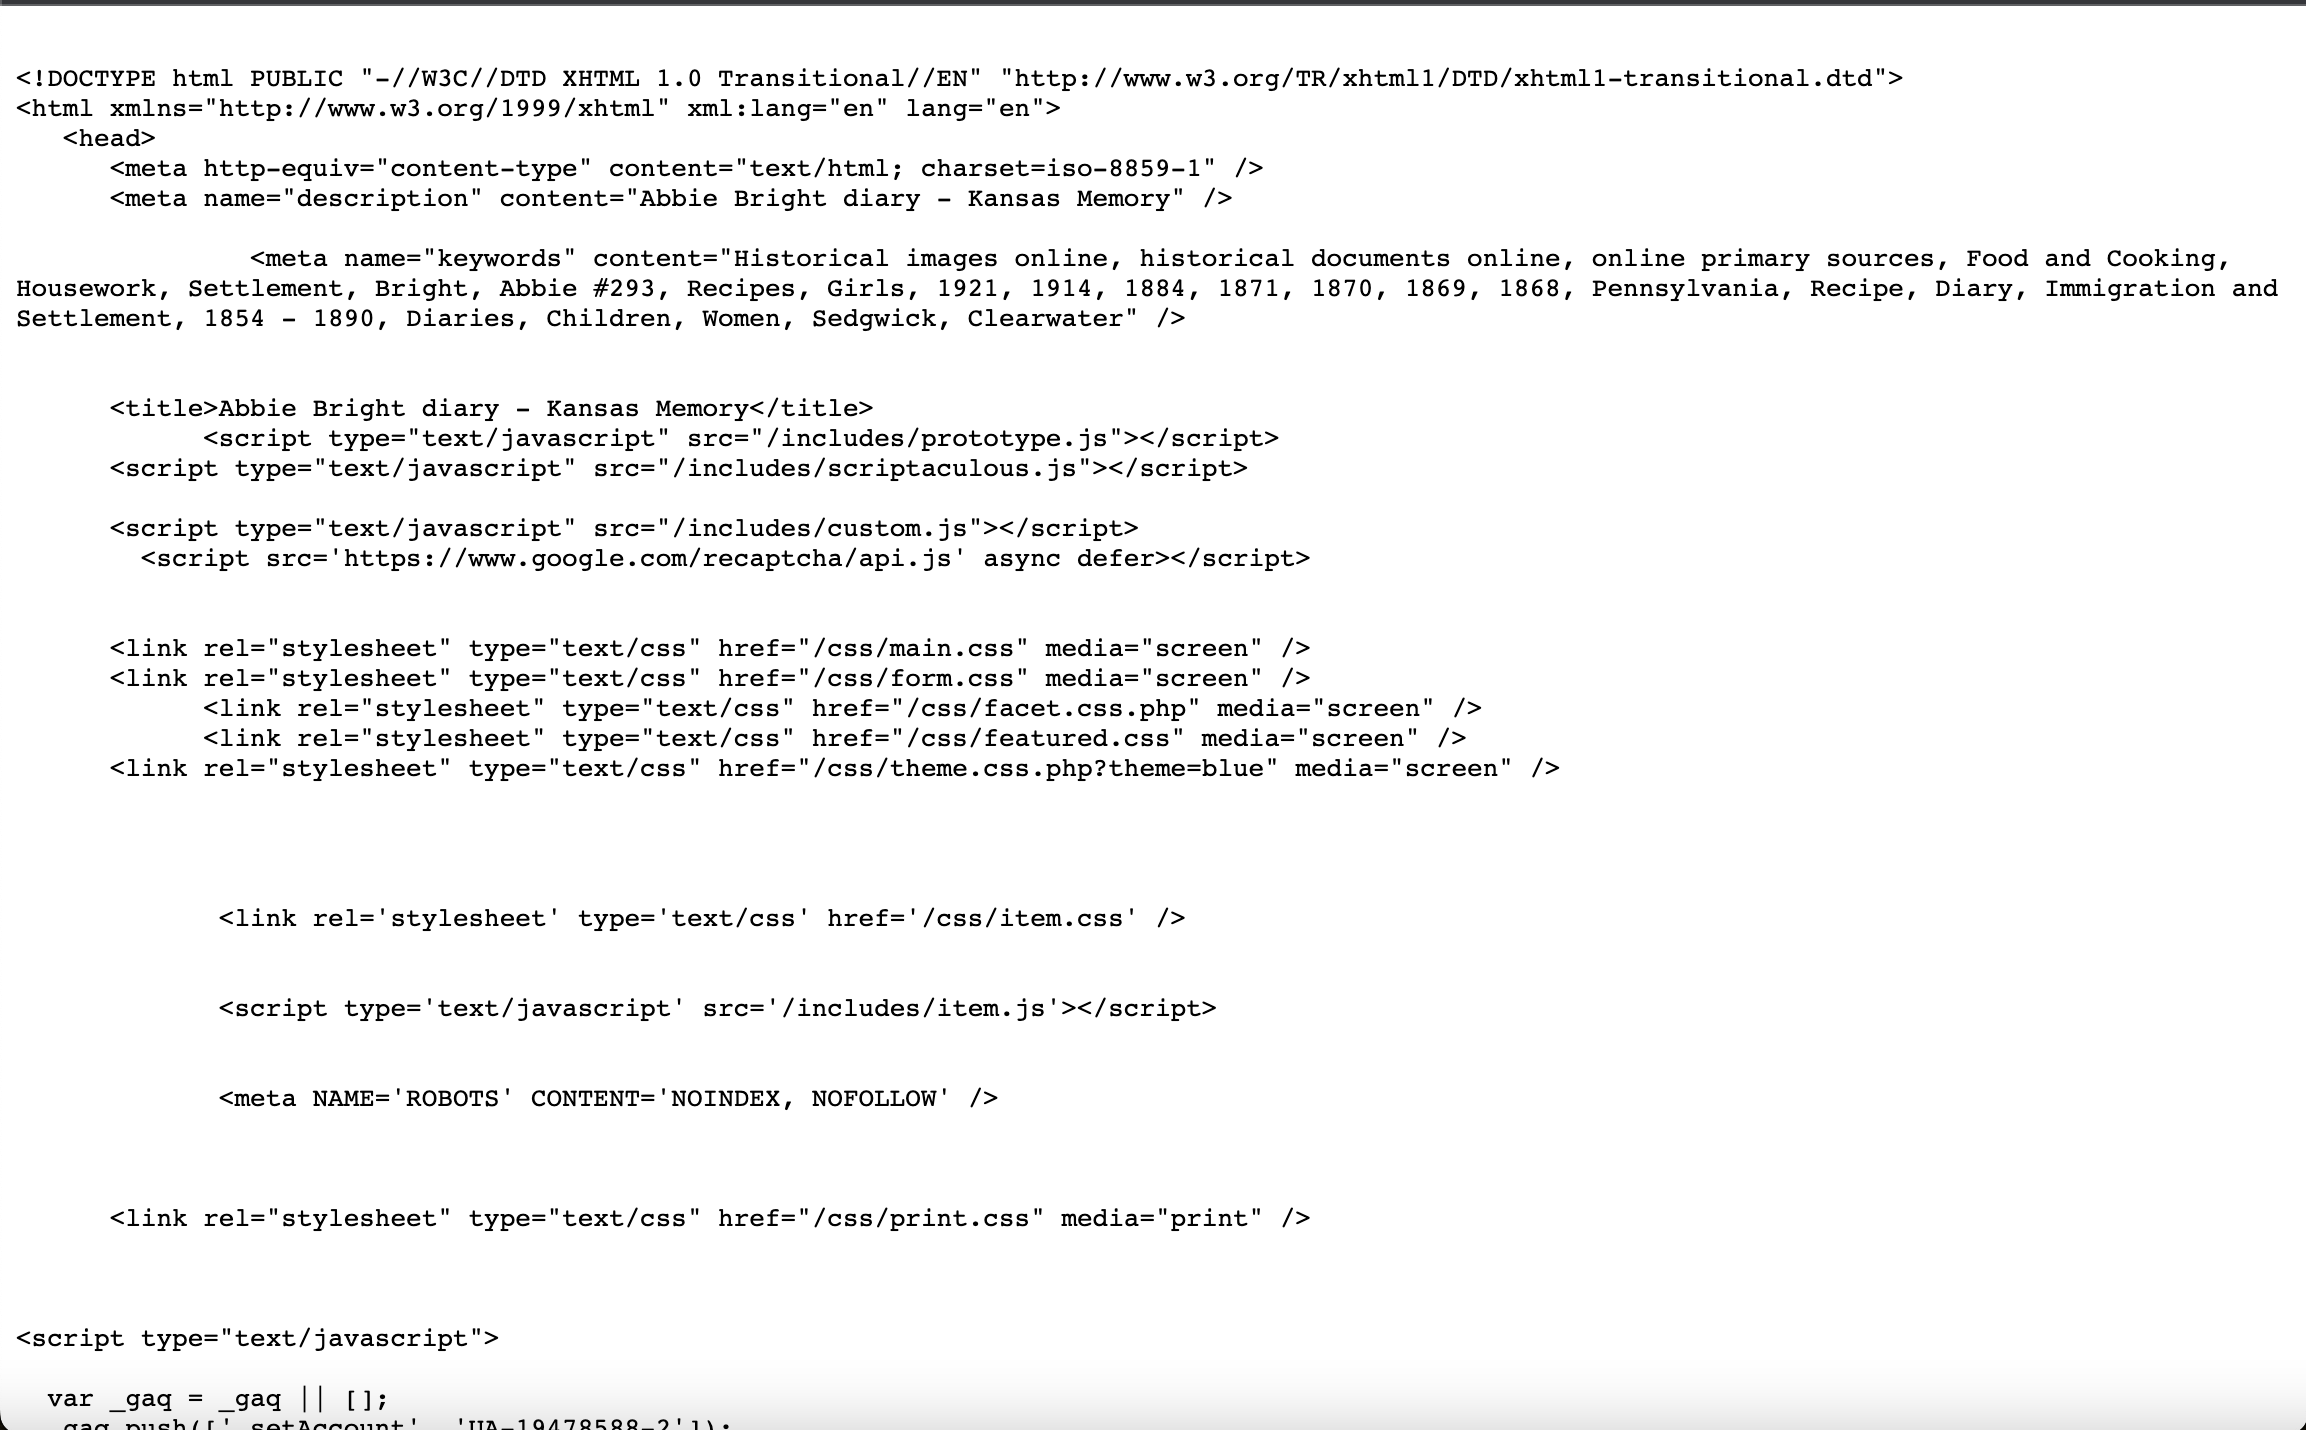 <!DOCTYPE html PUBLIC "-//W3C//DTD XHTML 1.0 Transitional//EN" "http://www.w3.org/TR/xhtml1/DTD/xhtml1-transitional.dtd">
<html xmlns="http://www.w3.org/1999/xhtml" xml:lang="en" lang="en">
<head>
<meta http-equiv="content-type" content="text/html; charset=iso-8859-1" />
<meta name="description" content="Abbie Bright diary - Kansas Memory" />
<meta name="keywords" content="Historical images online, historical documents online, online primary sources, Food and Cooking,
Housework, Settlement, Bright, Abbie #293, Recipes, Girls, 1921, 1914, 1884, 1871, 1870, 1869, 1868, Pennsylvania, Recipe, Diary, Immigration and
Settlement, 1854 - 1890, Diaries, Children, Women, Sedgwick, Clearwater" />
<title>Abbie Bright diary - Kansas Memory</title>
<script type="text/javascript" src="/includes/prototype.js"></script>
<script type="text/javascript" src="/includes/scriptaculous.js"></script>
<script type="text/javascript" src="/includes/custom.js"></script>
<script src='https://www.google.com/recaptcha/api.js' async defer></script>
<link rel="stylesheet" type="text/css" href="/css/main.css" media="screen" />
<link rel="stylesheet" type="text/css" href="/css/form.css" media="screen" />
<link rel="stylesheet" type="text/css" href="/css/facet.css.php" media="screen" />
<link rel="stylesheet" type="text/css" href="/css/featured.css" media="screen" />
<link rel="stylesheet" type="text/css" href="/css/theme.css.php?theme=blue" media="screen" />
<link rel='stylesheet' type='text/css' href='/css/item.css' />
<script type='text/javascript' src='/includes/item.js'></script>
<meta NAME='ROBOTS' CONTENT='NOINDEX, NOFOLLOW' />
<link rel="stylesheet" type="text/css" href="/css/print.css" media="print" />
<script type="text/javascript">
var _gaq = _gaq || [];
_gaq.push(['_setAccount', 'UA-19478588-2']);